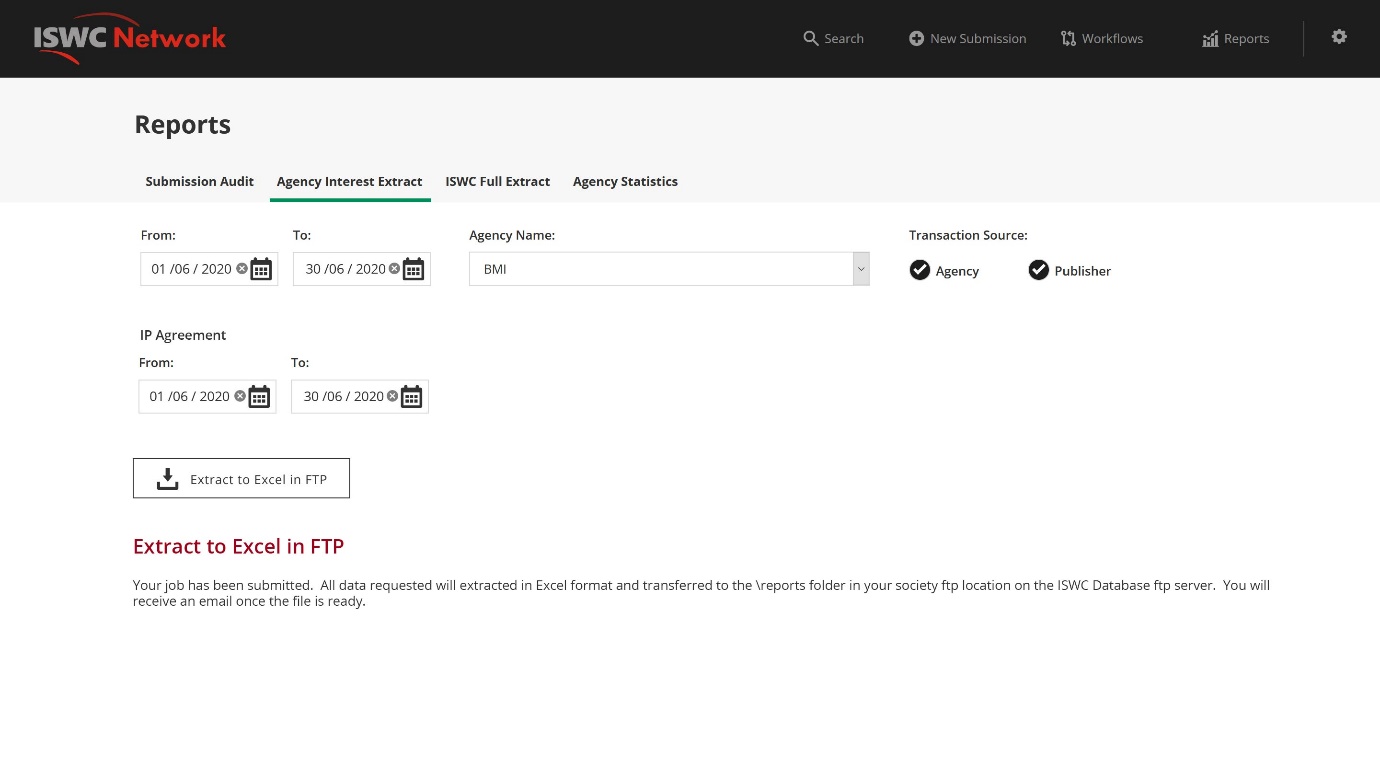 ISWC Network
Search
New Submission
Workflows
Reports
Reports
Submission Audit
Agency Interest Extract
ISWC Full Extract
Agency Statistics
From:
To:
Agency Name:
Transaction Source:
01 /06 / 2020
30 /06 / 2020
BMI
Agency
Publisher
IP Agreement
From:
To:
01 /06 / 2020
30 /06 / 2020
Extract to Excel in FTP
Extract to Excel in FTP
Your job has been submitted.  All data requested will extracted in Excel format and transferred to the \reports folder in your society ftp location on the ISWC Database ftp server.  You will
receive an email once the file is ready.